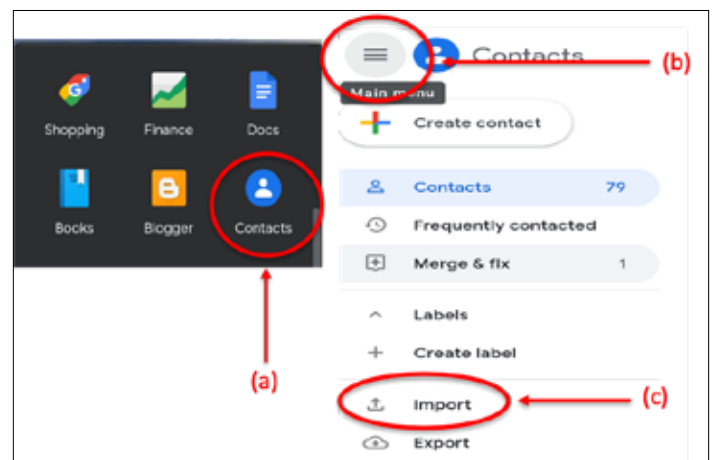 Shopping Finance Docs
Books Blogger Contacts
(a)
Contacts
(b)
Main menu
Create contact
Contacts 79
Frequently contacted
Merge & fix 1
Labels
Create label
Import
(c)
Export